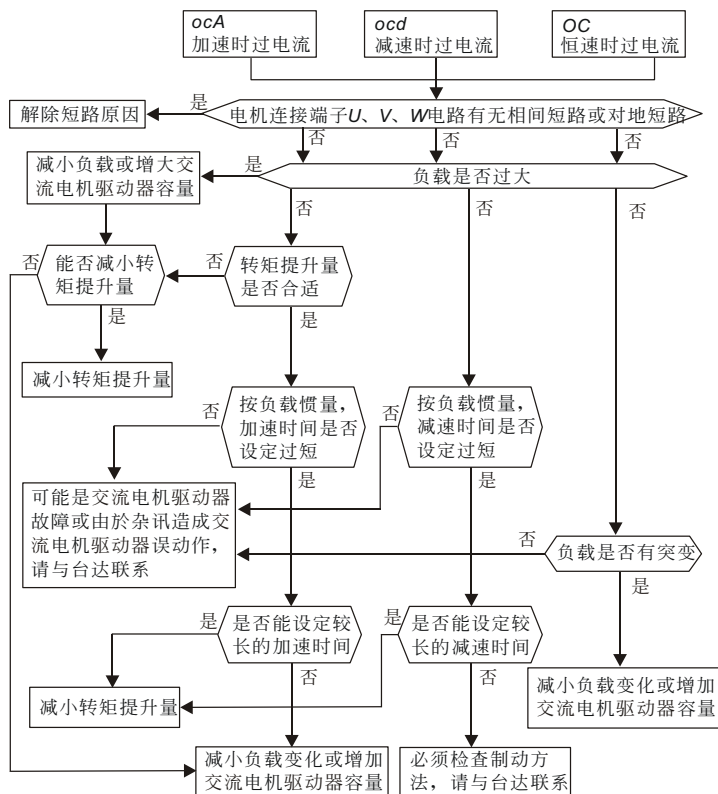 ocA
加速时过电流
ocd
减速时过电流
OC
恒速时过电流
解除短路原因
是
电机连接端子U、V、W电路有无相间短路或对地短路
否
否
否
减小负载或增大交
流电机驱动器容量
是
负载是否过大
否
否
否
否
能否减小转
矩提升量
否
转矩提升量
是否合适
是
是
减小转矩提升量
否
按负载惯量，
加速时间是否
设定过短
否
按负载惯量，
减速时间是否
设定过短
是
是
可能是交流电机驱动器
故障或由於杂讯造成交
流电机驱动器误动作，
请与台达联系
否
负载是否有突变
是
是
是否能设定较
长的加速时间
是
是否能设定较
长的减速时间
否
否
减小转矩提升量
减小负载变化或增加
交流电机驱动器容量
减小负载变化或增加
交流电机驱动器容量
必须检查制动方
法，请与台达联系